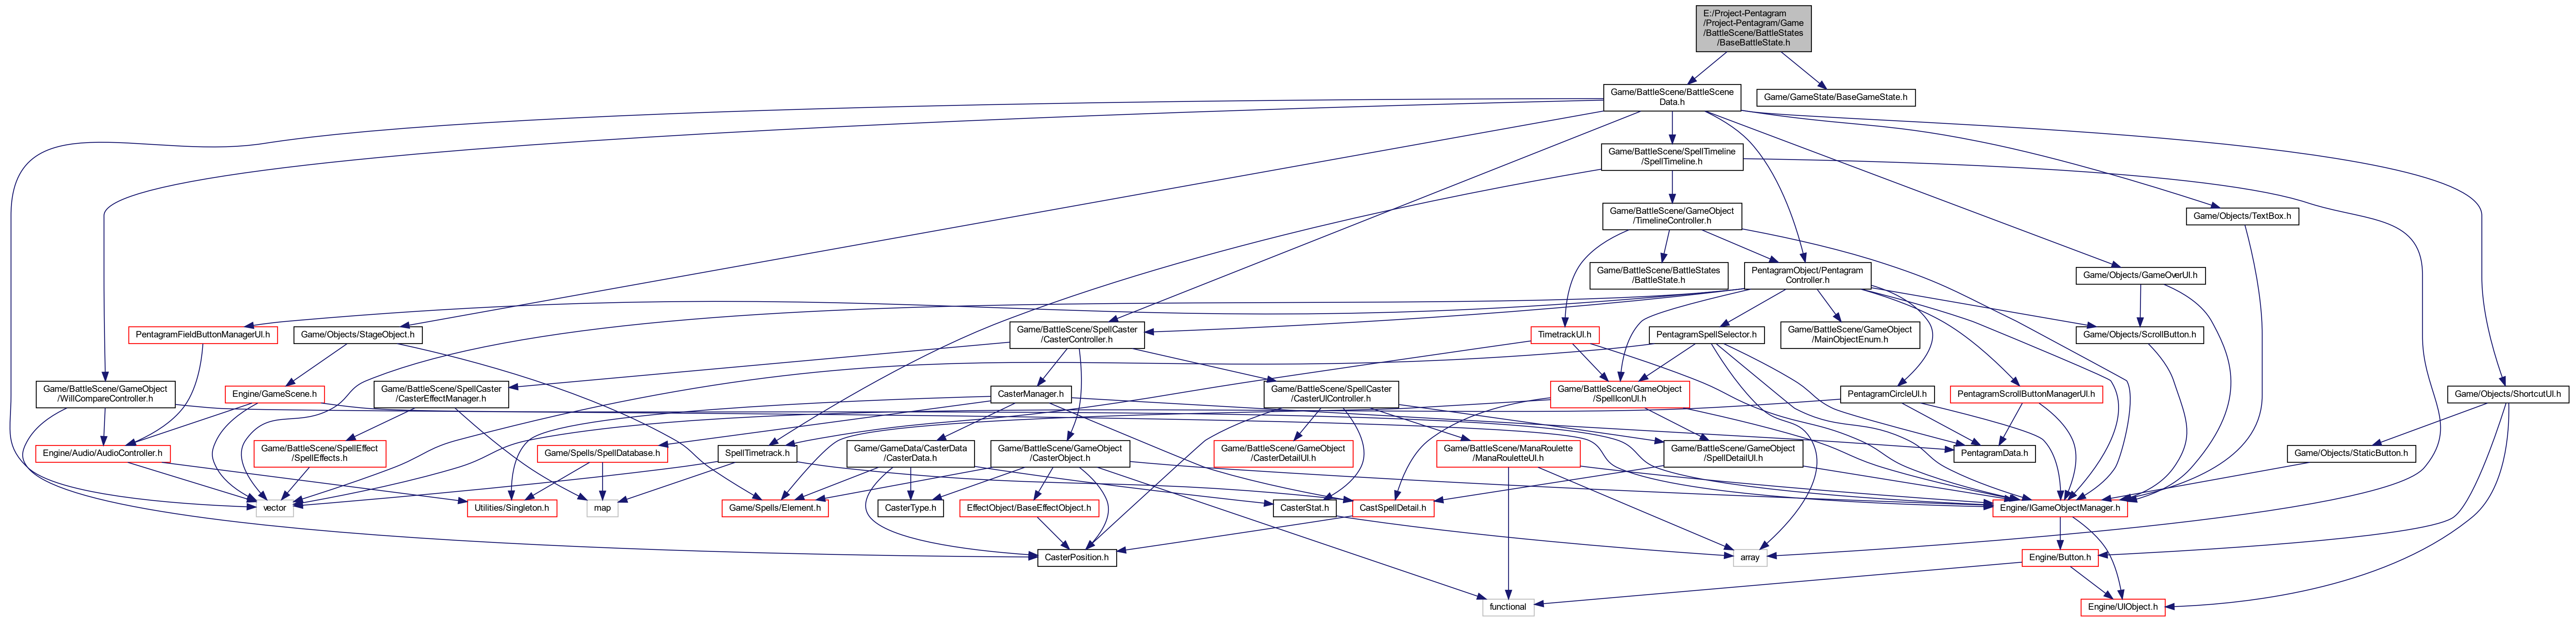 E:/Project-Pentagram
/Project-Pentagram/Game
/BattleScene/BattleStates
/BaseBattleState.h
Game/BattleScene/BattleScene
Data.h
Game/GameState/BaseGameState.h
Game/BattleScene/SpellTimeline
/SpellTimeline.h
Game/BattleScene/GameObject
/TimelineController.h
Game/Objects/TextBox.h
Game/BattleScene/BattleStates
/BattleState.h
PentagramObject/Pentagram
Controller.h
Game/Objects/GameOverUI.h
PentagramFieldButtonManagerUI.h
Game/Objects/StageObject.h
Game/BattleScene/SpellCaster
/CasterController.h
TimetrackUI.h
PentagramSpellSelector.h
Game/BattleScene/GameObject
/MainObjectEnum.h
Game/Objects/ScrollButton.h
Game/BattleScene/GameObject
/WillCompareController.h
Engine/GameScene.h
Game/BattleScene/SpellCaster
/CasterEffectManager.h
CasterManager.h
Game/BattleScene/SpellCaster
/CasterUIController.h
Game/BattleScene/GameObject
/SpellIconUI.h
PentagramCircleUI.h
PentagramScrollButtonManagerUI.h
Game/Objects/ShortcutUI.h
Engine/Audio/AudioController.h
Game/BattleScene/SpellEffect
/SpellEffects.h
Game/Spells/SpellDatabase.h
SpellTimetrack.h
Game/GameData/CasterData
/CasterData.h
Game/BattleScene/GameObject
/CasterObject.h
Game/BattleScene/GameObject
/CasterDetailUI.h
Game/BattleScene/ManaRoulette
/ManaRouletteUI.h
Game/BattleScene/GameObject
/SpellDetailUI.h
PentagramData.h
Game/Objects/StaticButton.h
vector
Utilities/Singleton.h
map
Game/Spells/Element.h
CasterType.h
EffectObject/BaseEffectObject.h
CasterStat.h
CastSpellDetail.h
Engine/IGameObjectManager.h
CasterPosition.h
array
Engine/Button.h
functional
Engine/UIObject.h